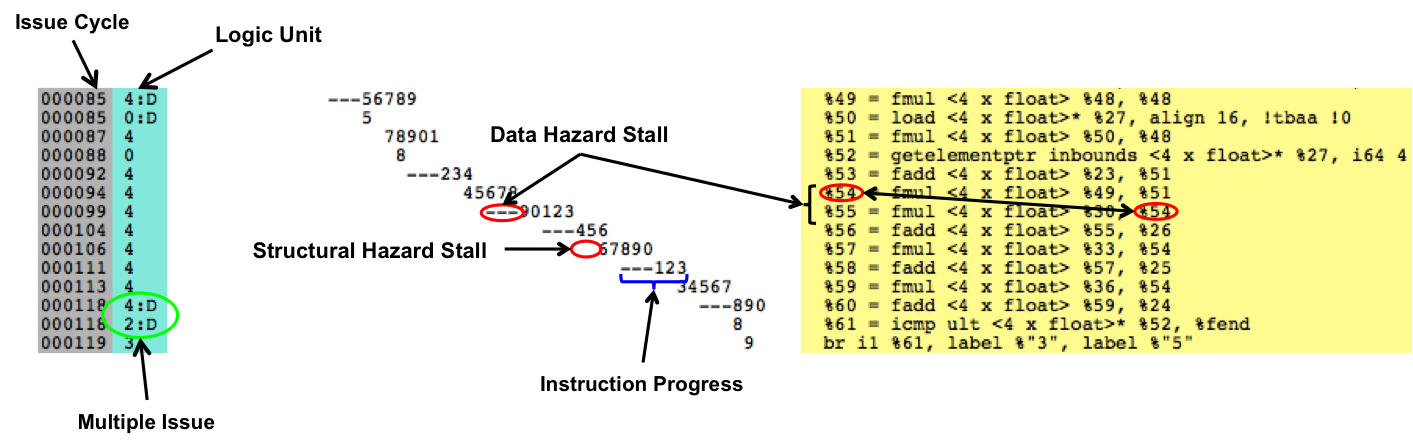 Issue Cycle
Logic Unit
000085 4:D ---56789 %49 = fmul <4 x float> %48, %48
000085 0:D 5 %50 = load <4 x float>* %27, align 16, !tbaa !0
000087 4 78901 %51 = fmul <4 x float> %50, %48
Data Hazard Stall
000088 0 8 %52 = getelementptr inbounds <4 x float>* %27, i64 4
000092 4 ---234 %53 = fadd <4 x float> %23, %51
000094 4 45678 %54 = fmul <4 x float> %49, %51
000099 4 ---90123 %55 = fmul <4 x float> %30, %54
000104 4 ---456 %56 = fadd <4 x float> %55, %26
Structural Hazard Stall
000106 4 67890 %57 = fmul <4 x float> %33, %54
000111 4 ---123 %58 = fadd <4 x float> %57, %25
000113 4 34567 %59 = fmul <4 x float> %36, %54
000118 4:D ---890 %60 = fadd <4 x float> %59, %24
000118 2:D 8 %61 = icmp ult <4 x float>* %52, %fend
000119 3 9 br i1 %61, label %"3", label %"5"
Instruction Progress
Multiple Issue